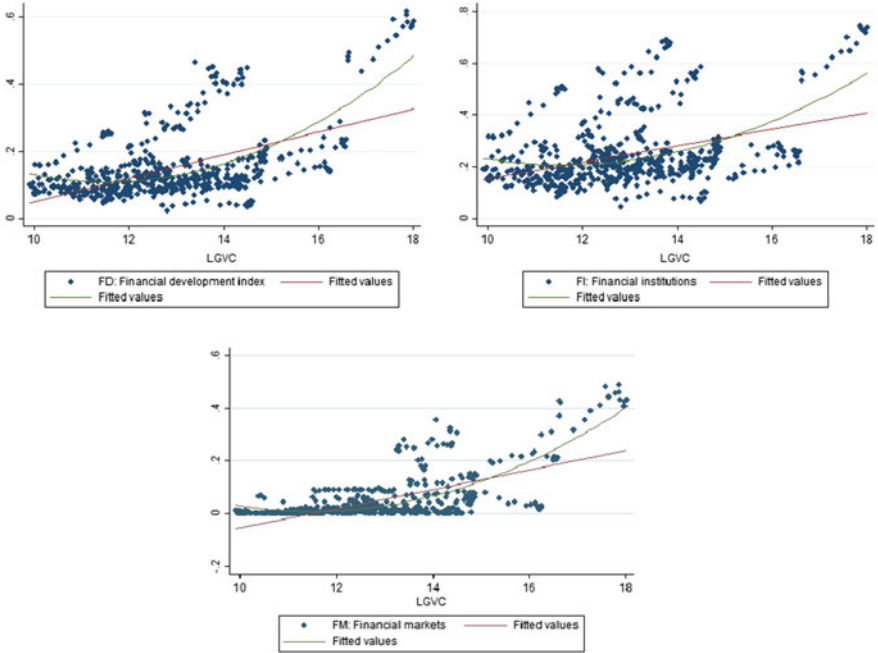 .6
.4
.2
0
10 12 14 16 18
LGVC
FD: Financial development index Fitted values
Fitted values
.8
.6
.4
.2
0
10 12 14 16 18
LGVC
FI: Financial institutions Fitted values
Fitted values
.6
.4
.2
0
-.2
10 12 14 16 18
LGVC
FM: Financial markets Fitted values
Fitted values